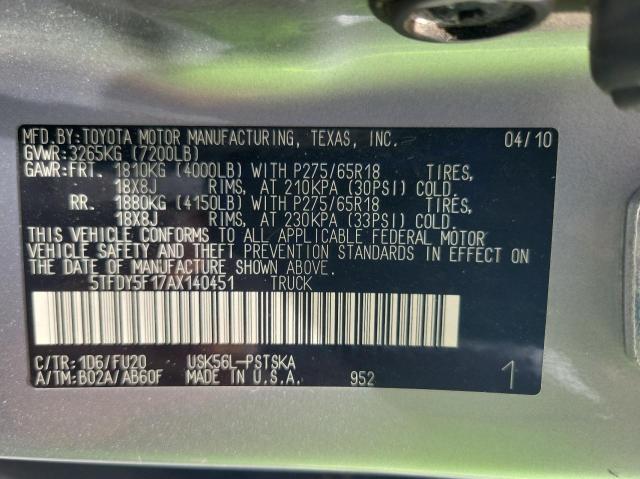 MFD.BY:TOYOTA MOTOR MANUFACTURING, TEXAS, INC. 04/10
GVWR:3265KG (7200LB)
GAWR:FRT. 1810KG (4000LB) WITH P275/65R18 TIRES,
18X8J RIMS, AT 210KPA (30PSI) COLD.
RR. 1880KG (4150LB) WITH P275/65R18 TIRES,
18X8J RIMS, AT 230KPA (33PSI) COLD.
THIS VEHICLE CONFORMS TO ALL APPLICABLE FEDERAL MOTOR
VEHICLE SAFETY AND THEFT PREVENTION STANDARDS IN EFFECT ON
THE DATE OF MANUFACTURE SHOWN ABOVE.
5TFDY5F17AX140451 TRUCK
C/TR:1D6/FU20 USK56L-PSTSKA
A/TM:B02A/AB60F MADE IN U.S.A. 952 1